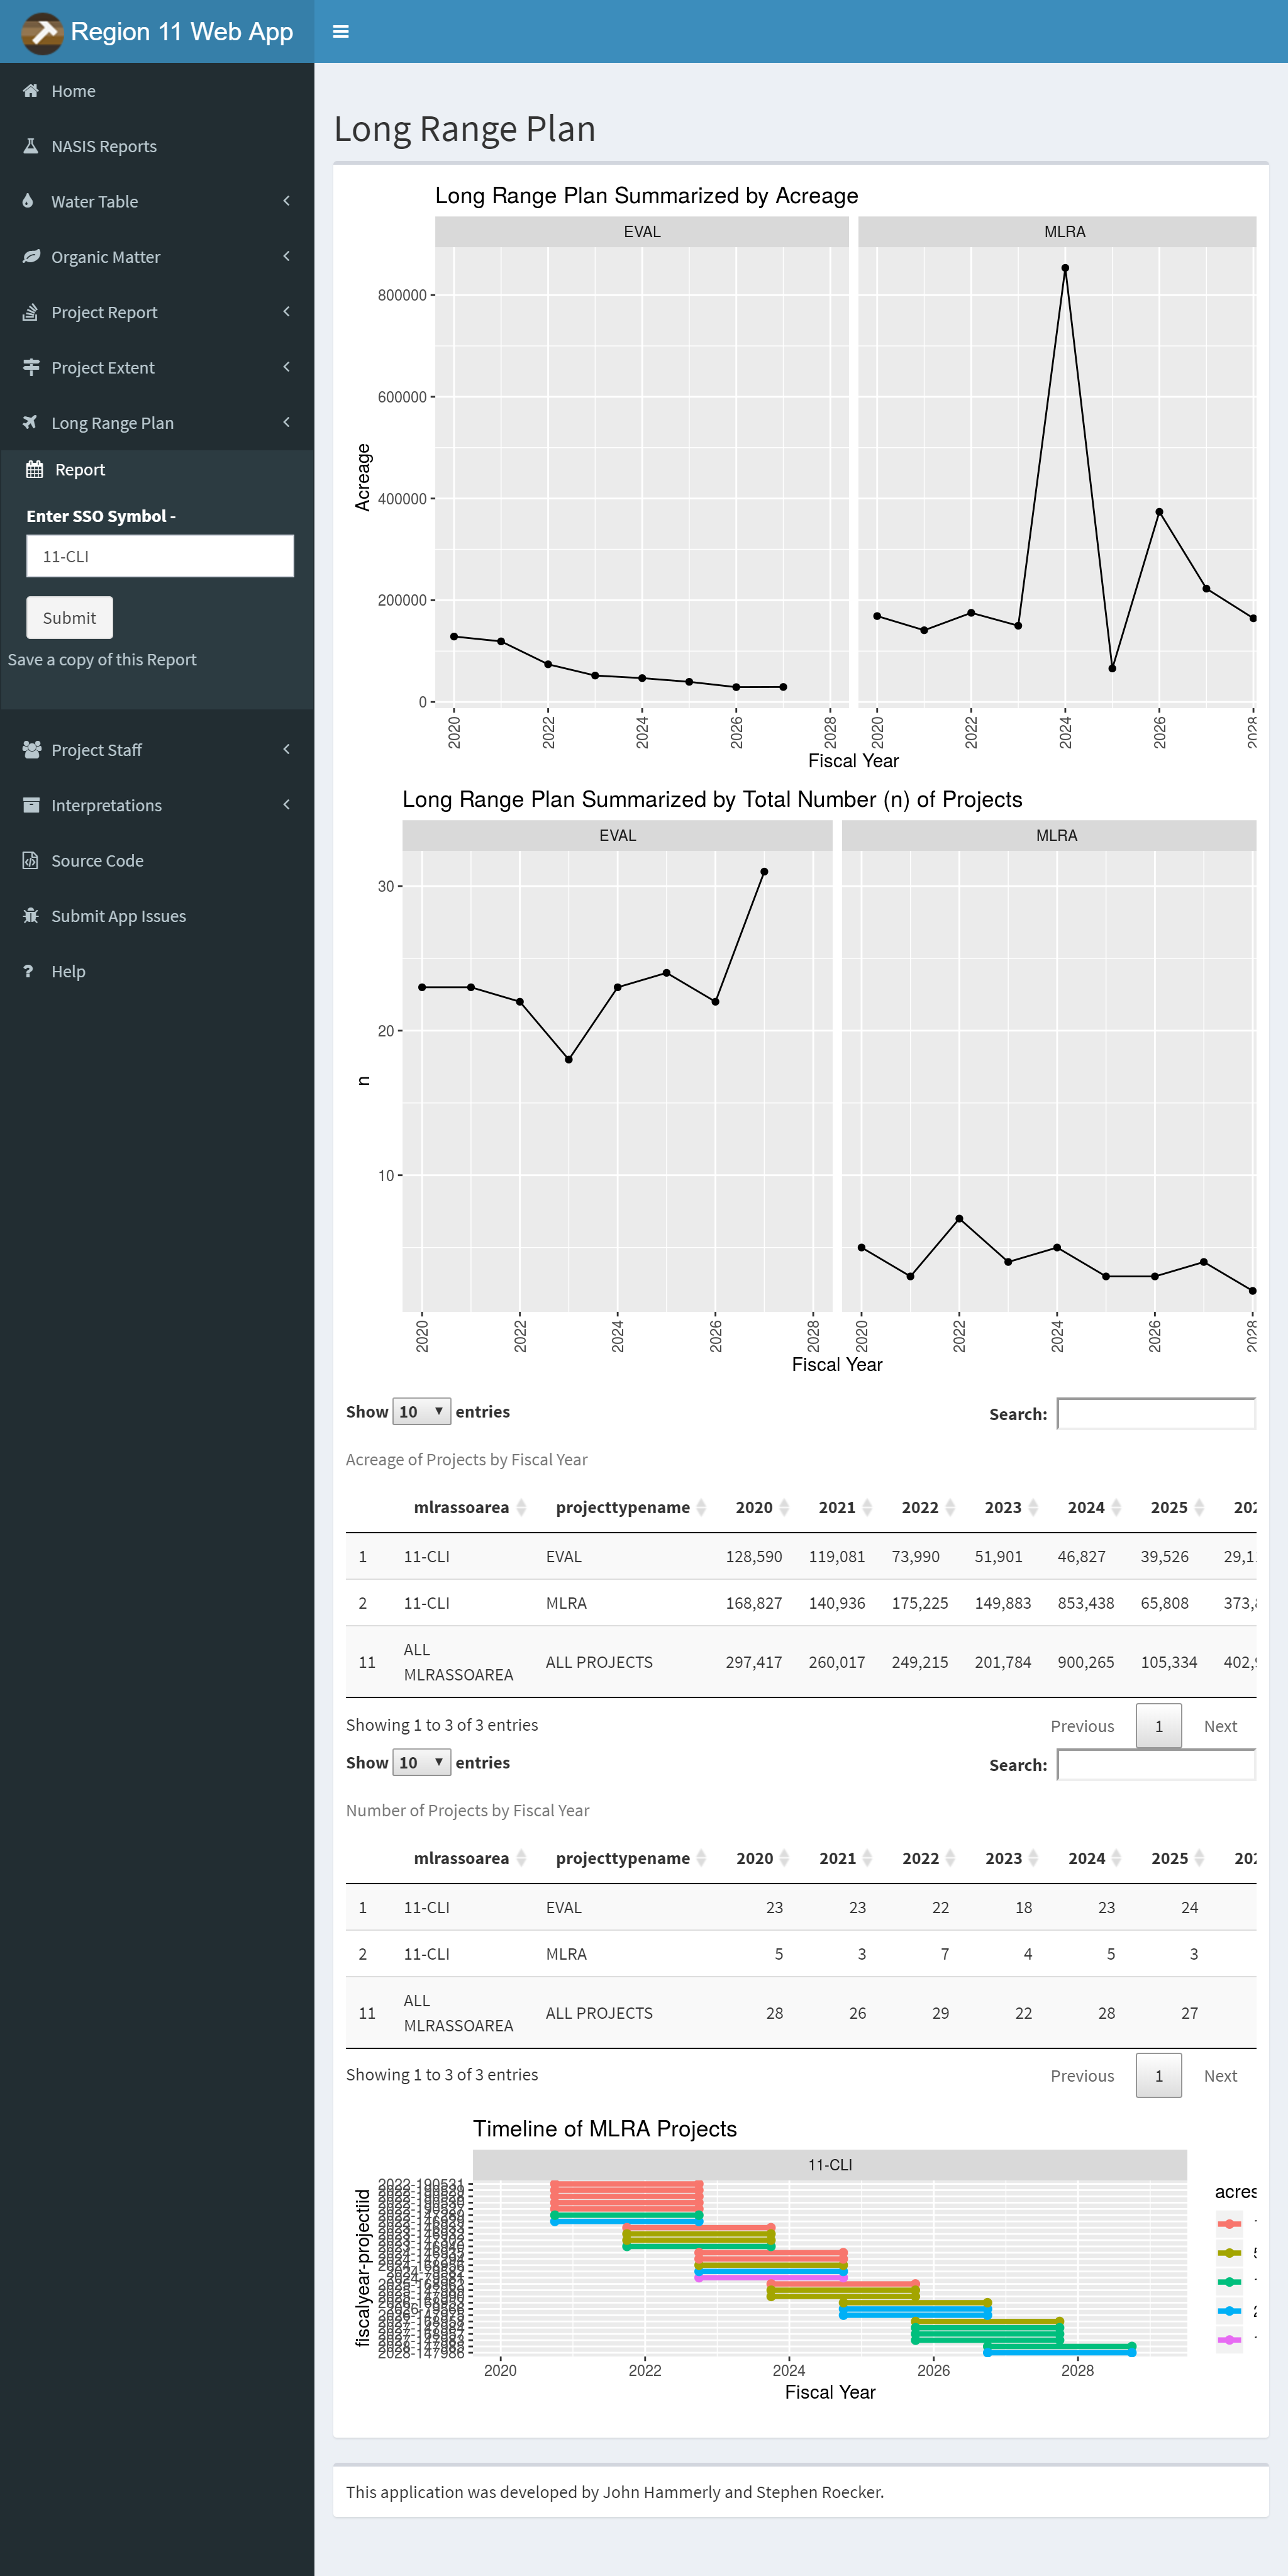 Region 11 Web App
Home
NASIS Reports
Water Table
Organic Matter
Project Report
Project Extent
Long Range Plan
Report
Enter SSO Symbol -
11-CLI
Submit
Save a copy of this Report
Project Staff
Interpretations
Source Code
Submit App Issues
Help
Long Range Plan
Long Range Plan Summarized by Acreage
EVAL MLRA
800000
600000
400000
200000
0
Acreage
2020 2022 2024 2026 2028 2020 2022 2024 2026 2028
Fiscal Year
Long Range Plan Summarized by Total Number (n) of Projects
EVAL MLRA
30
20
10
n
2020 2022 2024 2026 2028 2020 2022 2024 2026 2028
Fiscal Year
Show 10 entries Search:
Acreage of Projects by Fiscal Year
mlrassoarea projecttypename 2020 2021 2022 2023 2024 2025
1 11-CLI EVAL 128,590 119,081 73,990 51,901 46,827 39,526
2 11-CLI MLRA 168,827 140,936 175,225 149,883 853,438 65,808
11 ALL MLRASSOAREA ALL PROJECTS 297,417 260,017 249,215 201,784 900,265 105,334
Showing 1 to 3 of 3 entries Previous 1 Next
Show 10 entries Search:
Number of Projects by Fiscal Year
mlrassoarea projecttypename 2020 2021 2022 2023 2024 2025
1 11-CLI EVAL 23 23 22 18 23 24
2 11-CLI MLRA 5 3 7 4 5 3
11 ALL MLRASSOAREA ALL PROJECTS 28 26 29 22 28 27
Showing 1 to 3 of 3 entries Previous 1 Next
Timeline of MLRA Projects
11-CLI
fiscalyear-projectiid
2028-147986
2020 2022 2024 2026 2028
Fiscal Year
acres
This application was developed by John Hammerly and Stephen Roecker.